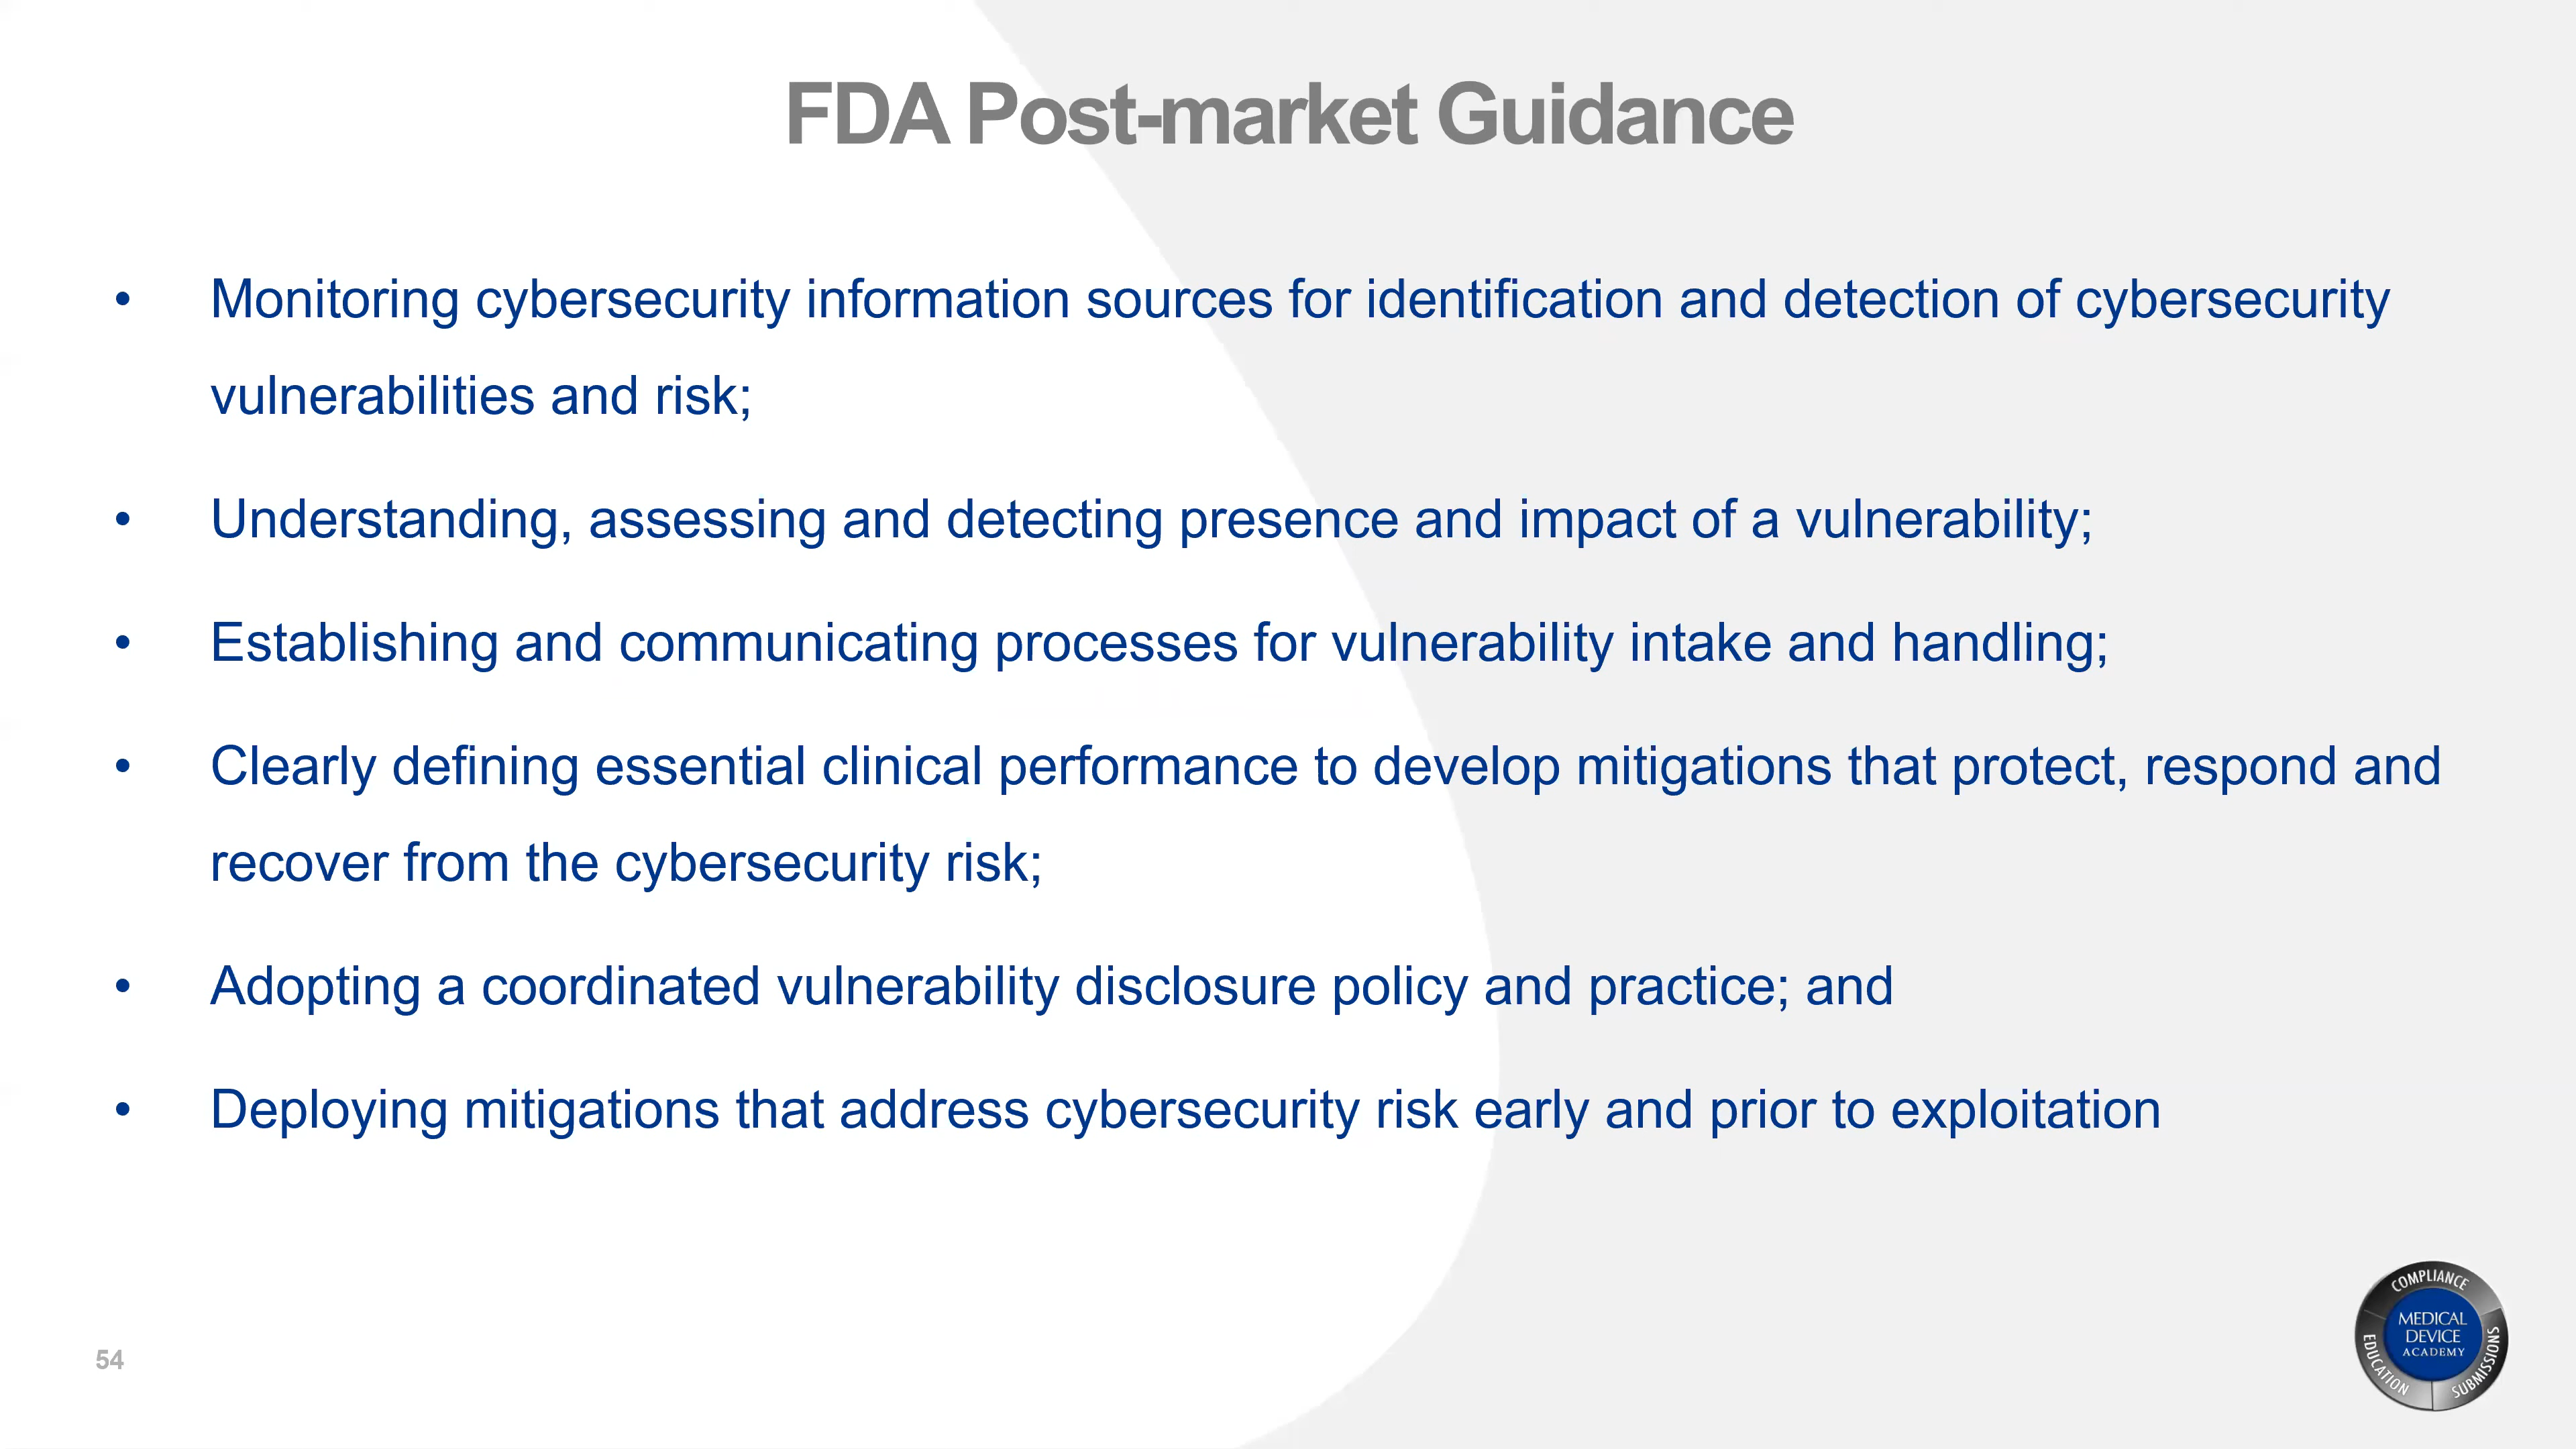 FDA Post-market Guidance
• Monitoring cybersecurity information sources for identification and detection of cybersecurity
vulnerabilities and risk;
• Understanding, assessing and detecting presence and impact of a vulnerability;
• Establishing and communicating processes for vulnerability intake and handling;
• Clearly defining essential clinical performance to develop mitigations that protect, respond and
recover from the cybersecurity risk;
• Adopting a coordinated vulnerability disclosure policy and practice; and
• Deploying mitigations that address cybersecurity risk early and prior to exploitation
54
COMPLIANCE
MEDICAL
DEVICE
ACADEMY
EDUCATION
SUBMISSIONS